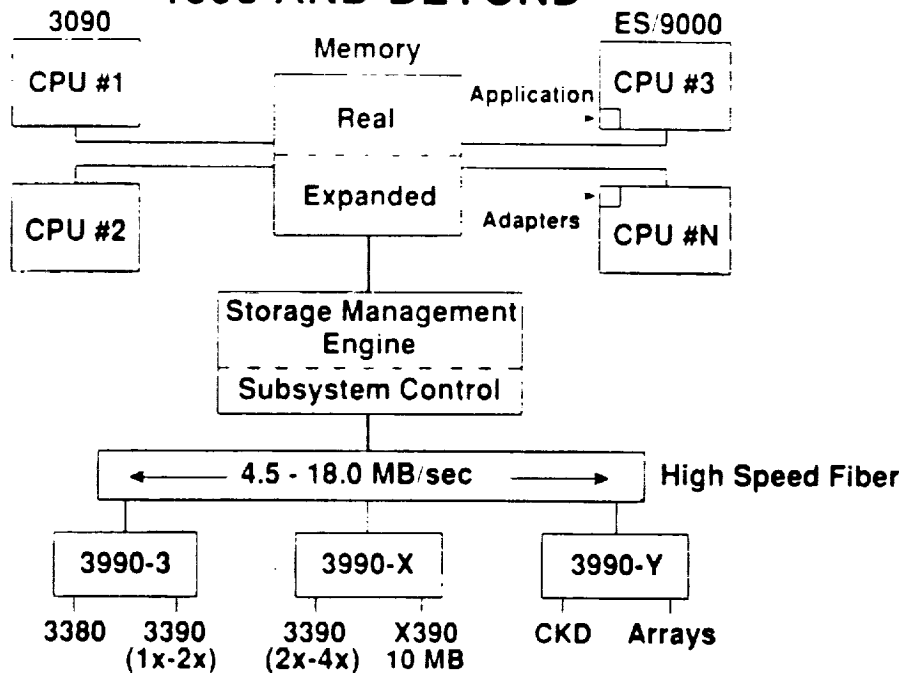 AND BEYOND
3090
ES/9000
Memory
CPU #1
Real
Application
CPU #3
Expanded
CPU #2
Adapters
CPU #N
Storage Management
Engine
Subsystem Control
4.5 - 18.0 MB/sec
High Speed Fiber
3990-3
3990-X
3990-Y
3380
3390
(1x-2x)
3390
(2x-4x)
X390
10 MB
CKD
Arrays